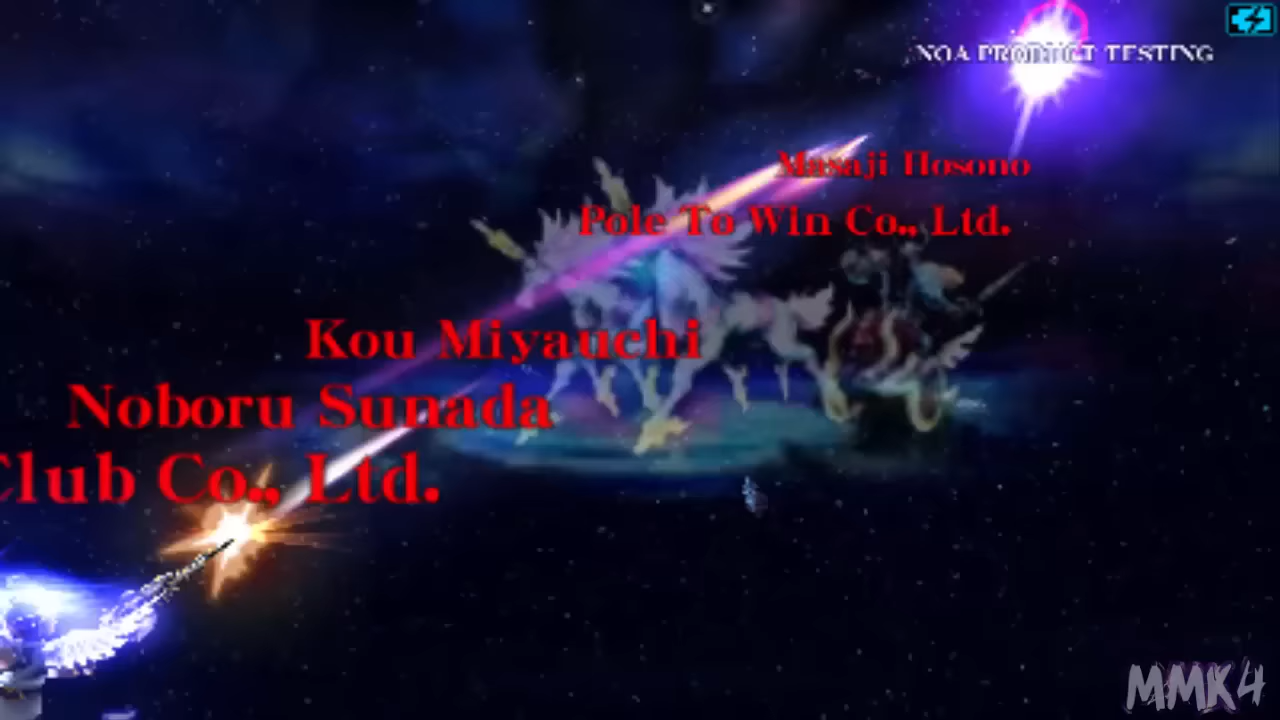 NOA PRODUCT TESTING
Masaji Hosono
Pole To Win Co., Ltd.
Kou Miyauchi
Noboru Sunada
Club Co., Ltd.
MMK4